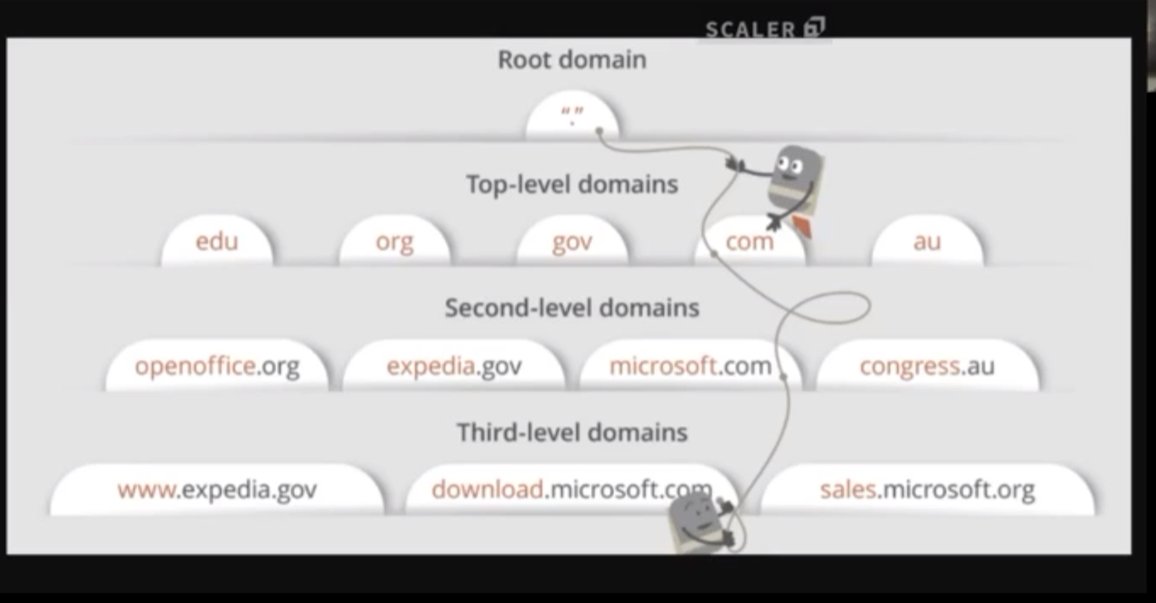 SCALER
Root domain
“.”
Top-level domains
edu org gov com au
Second-level domains
openoffice.org expedia.gov microsoft.com congress.au
Third-level domains
www.expedia.gov download.microsoft.com sales.microsoft.org